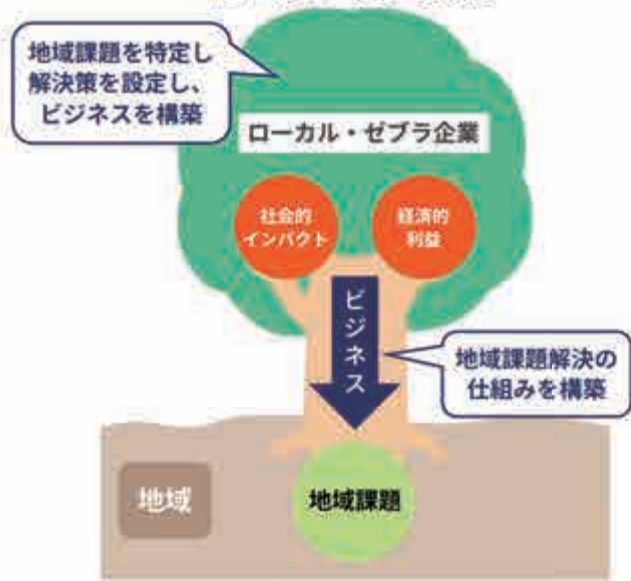 地域課題を特定し
解決策を設定し、
ビジネスを構築
ローカル・ゼブラ企業
社会的
インパクト
経済的
利益
ビジネス
地域課題解決の
仕組みを構築
地域
地域課題